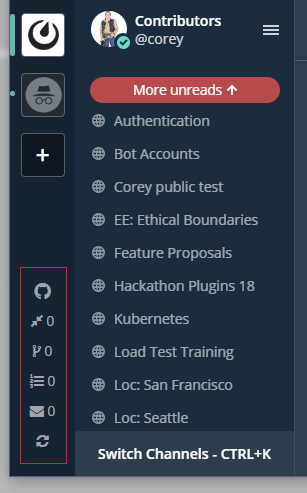 Contributors
@corey
More unreads ↑
Authentication
Bot Accounts
Corey public test
EE: Ethical Boundaries
Feature Proposals
Hackathon Plugins 18
Kubernetes
Load Test Training
Loc: San Francisco
Loc: Seattle
0
0
0
0
Switch Channels - CTRL+K